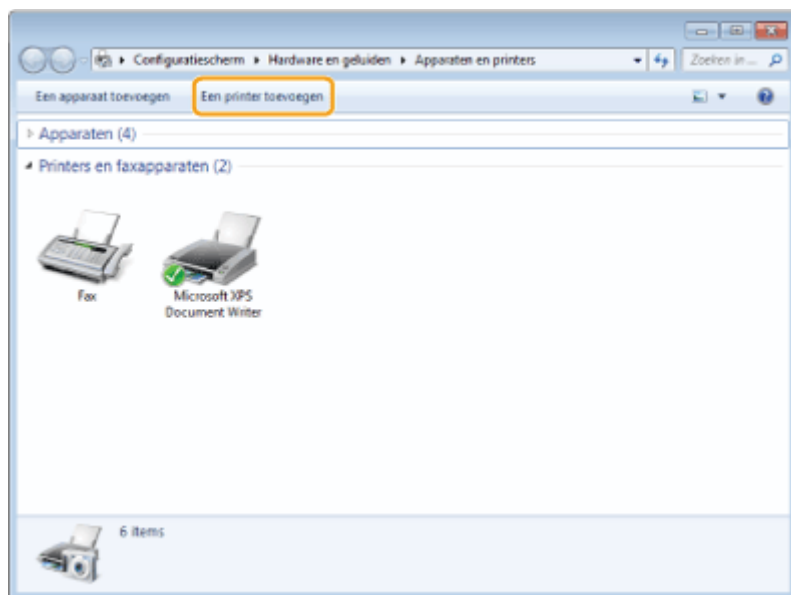 Configuratiescherm Hardware en geluiden Apparaten en printers
Zoeken in ...
Een apparaat toevoegen Een printer toevoegen
Apparaten (4)
Printers en faxapparaten (2)
Fax
Microsoft XPS
Document Writer
6 items